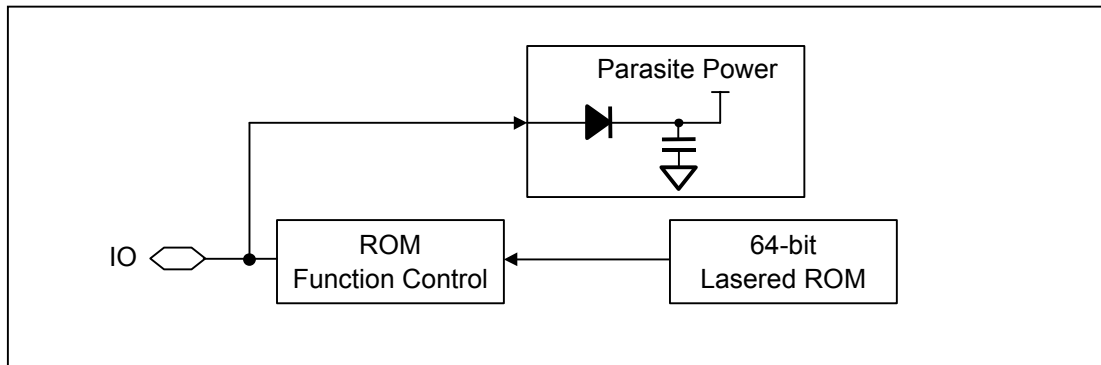 Parasite Power
IO
ROM
Function Control
64-bit
Lasered ROM